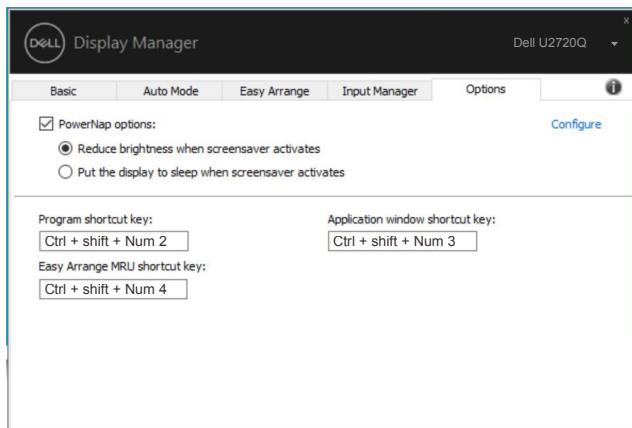 x
DELL Display Manager Dell U2720Q
Basic Auto Mode Easy Arrange Input Manager Options
PowerNap options: Configure
Reduce brightness when screensaver activates
Put the display to sleep when screensaver activates
Program shortcut key: Application window shortcut key:
Ctrl + shift + Num 2 Ctrl + shift + Num 3
Easy Arrange MRU shortcut key:
Ctrl + shift + Num 4